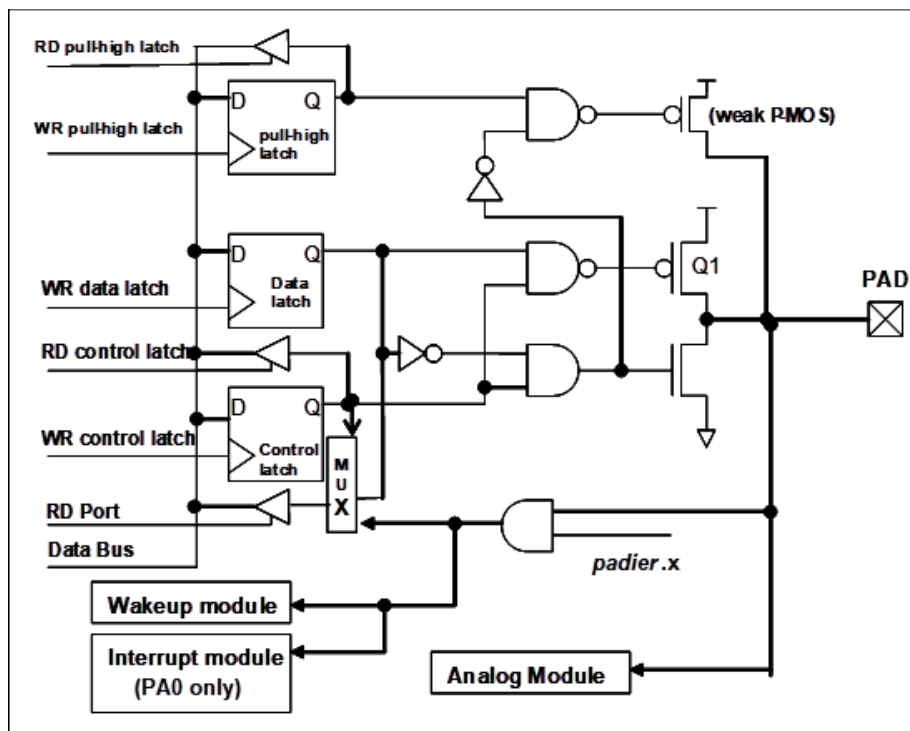 RD pull-high latch
D Q
(weak P-MOS)
WR pull-high latch
pull-high
latch
D Q
Q1
Data
latch
PAD
WR data latch
RD control latch
D Q
WR control latch
Control
latch
M
U
X
RD Port
Data Bus
padier.x
Wakeup module
Interrupt module
(PA0 only)
Analog Module